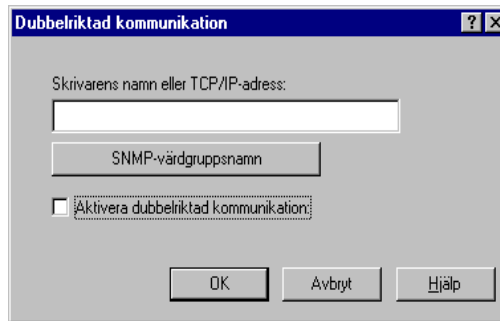 Dubbelriktad kommunikation
Skrivarens namn eller TCP/IP-adress:
SNMP-värdgruppsnamn
Aktivera dubbelriktad kommunikation:
OK Avbryt Hjälp